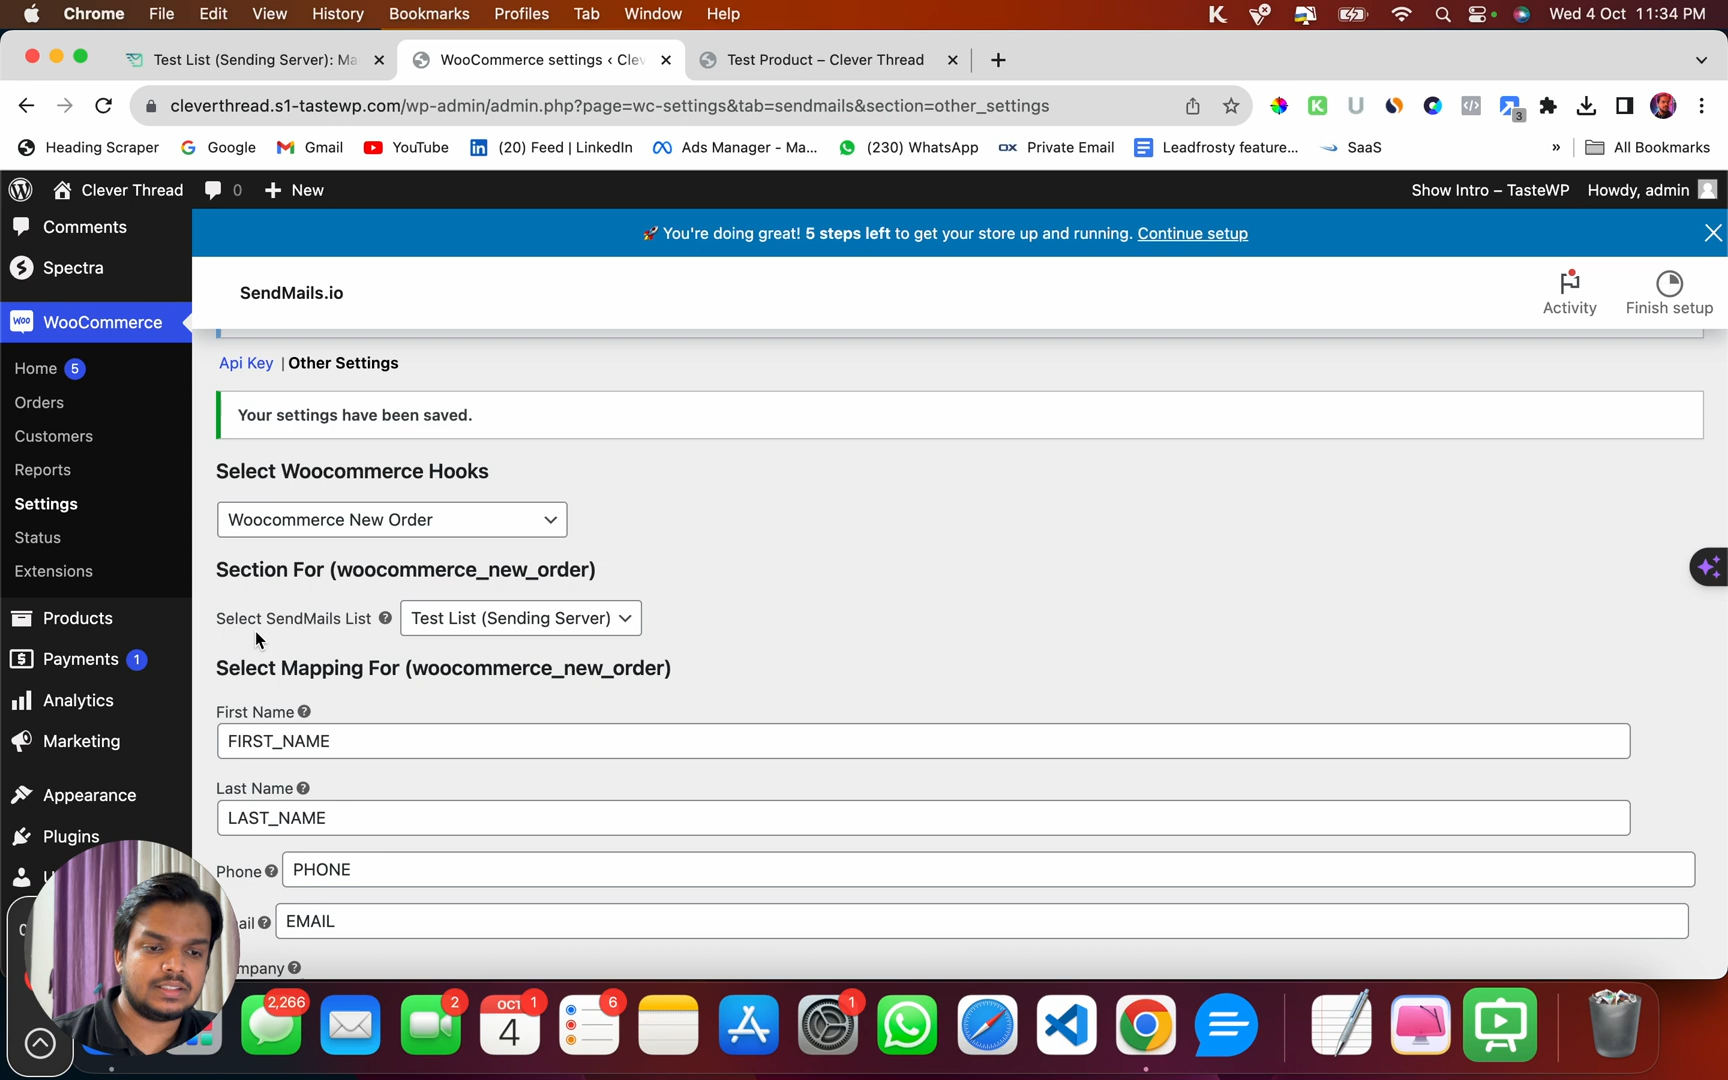 Chrome File Edit View History Bookmarks Profiles Tab Window Help Wed 4 Oct 11:34 PM
Test List (Sending Server): Ma
WooCommerce settings ‹ Clev
Test Product – Clever Thread
cleverthread.s1-tastewp.com/wp-admin/admin.php?page=wc-settings&tab=sendmails&section=other_settings
3
Heading Scraper Google Gmail YouTube (20) Feed | LinkedIn Ads Manager - Ma... (230) WhatsApp Private Email Leadfrosty feature... SaaS » All Bookmarks
Clever Thread 0 New Show Intro – TasteWP Howdy, admin
Comments
Spectra
WooCommerce
Home 5
Orders
Customers
Reports
Settings
Status
Extensions
Products
Payments 1
Analytics
Marketing
Appearance
Plugins
🚀 You're doing great! 5 steps left to get your store up and running. Continue setup
SendMails.io
Activity
Finish setup
Api Key | Other Settings
Your settings have been saved.
Select Woocommerce Hooks
Woocommerce New Order
Section For (woocommerce_new_order)
Select SendMails List Test List (Sending Server)
Select Mapping For (woocommerce_new_order)
First Name
FIRST_NAME
Last Name
LAST_NAME
Phone PHONE
ail EMAIL
mpany
2,266
2
OCT 1
4
6
1